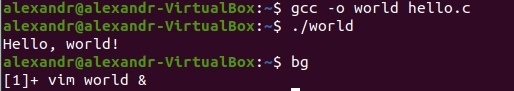 alexandr@alexandr-VirtualBox:~$ gcc -o world hello.c
alexandr@alexandr-VirtualBox:~$ ./world
Hello, world!
alexandr@alexandr-VirtualBox:~$ bg
[1]+ vim world &